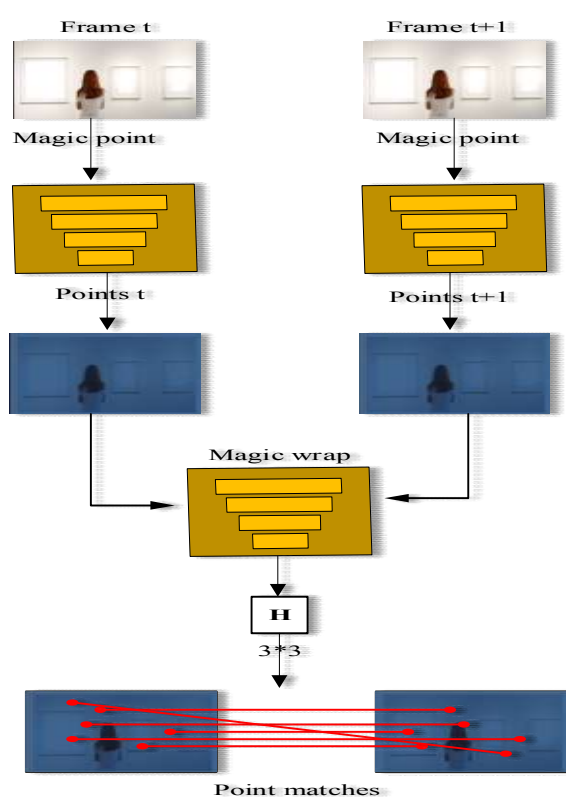 Frame t
Frame t+1
Magic point
Magic point
Points t
Points t+1
Magic wrap
H
3*3
Point matches